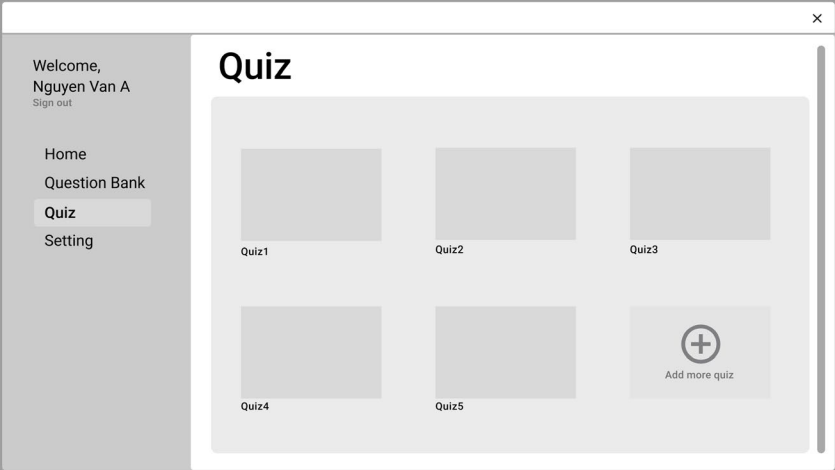 Welcome,
Nguyen Van A
Sign out
Home
Question Bank
Quiz
Setting
Quiz
Quiz1
Quiz2
Quiz3
Quiz4
Quiz5
Add more quiz